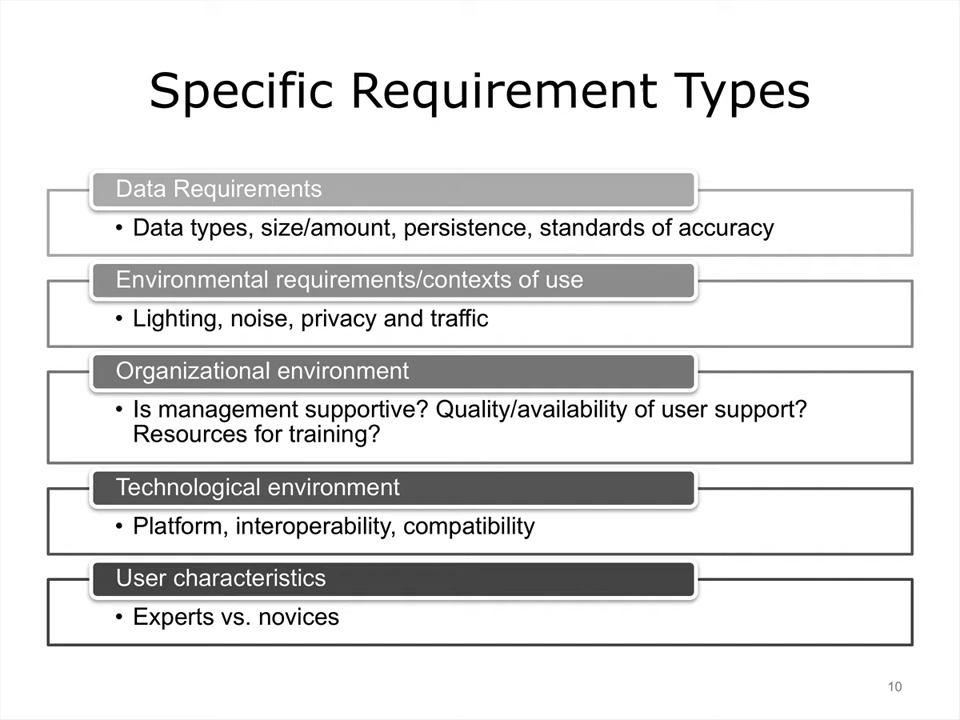 Specific Requirement Types
Data Requirements
• Data types, size/amount, persistence, standards of accuracy
Environmental requirements/contexts of use
• Lighting, noise, privacy and traffic
Organizational environment
• Is management supportive? Quality/availability of user support?
Resources for training?
Technological environment
• Platform, interoperability, compatibility
User characteristics
• Experts vs. novices
10